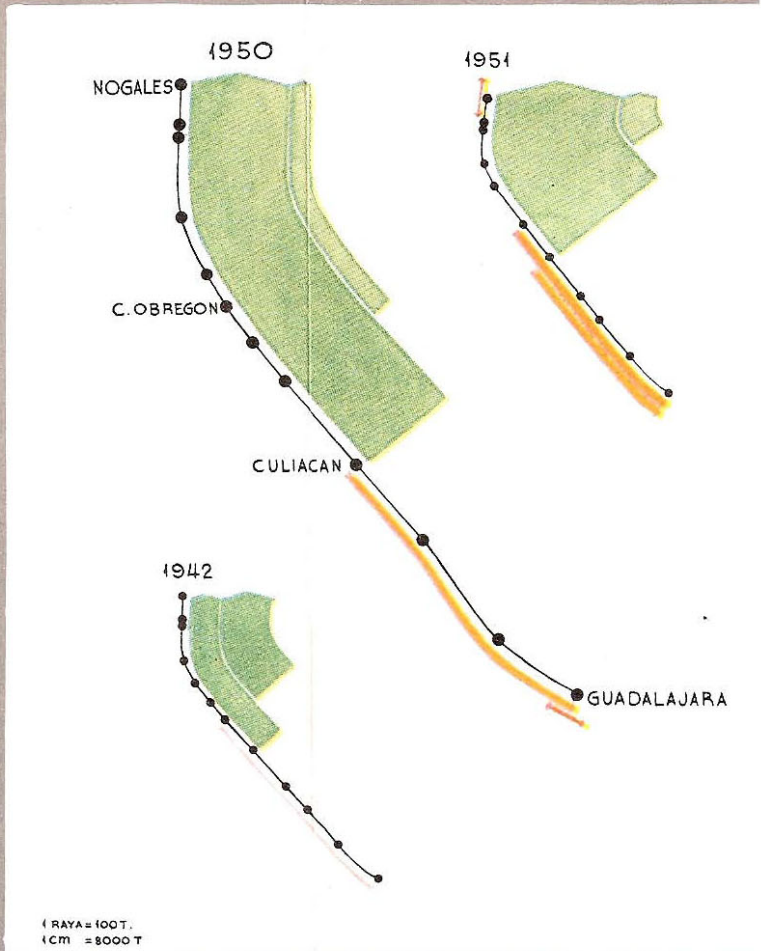 1950
1951
NOGALES
C. OBREGON
CULIACAN
1942
GUADALAJARA
1 RAYA = 100 T.
1 CM = 8000 T